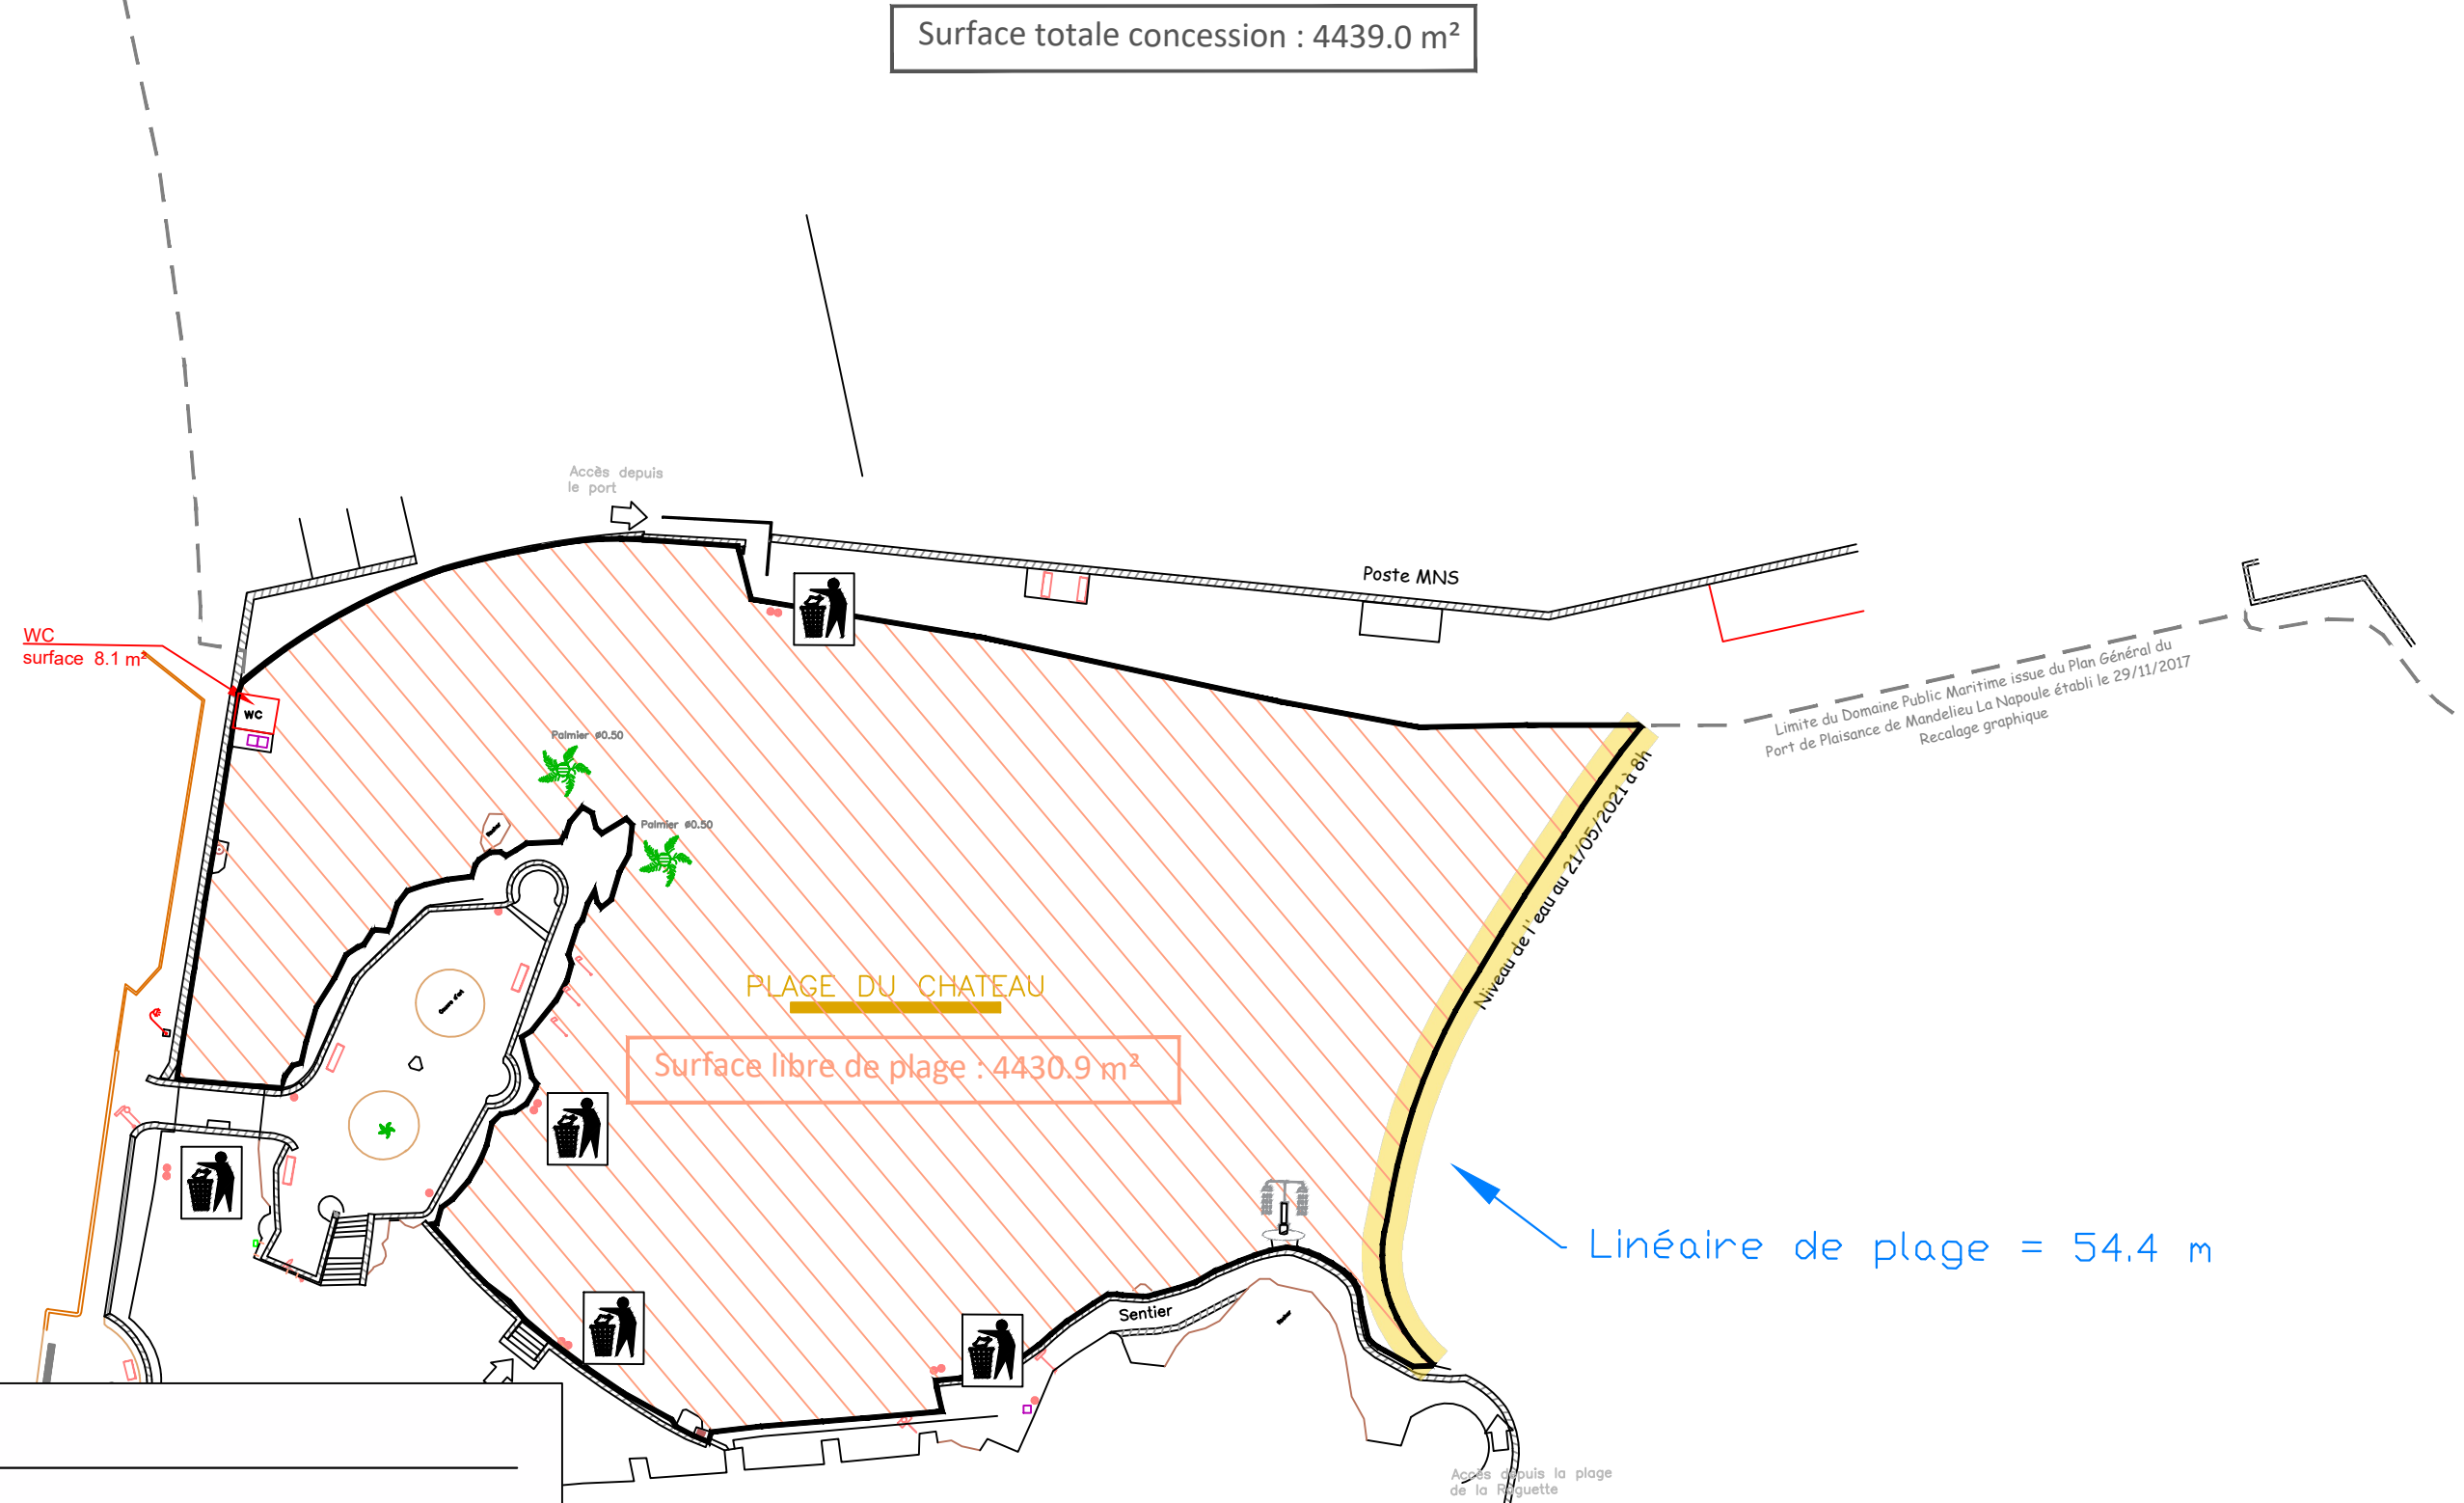 Surface totale concession : 4439.0 m²
Accès depuis
le port
Poste MNS
WC
surface 8.1 m²
WC
Limite du Domaine Public Maritime issue du Plan Général du
Port de Plaisance de Mandelieu La Napoule établi le 29/11/2017
Recalage graphique
Palmier ø0.50
Palmier ø0.50
Niveau de l'eau au 21/05/2021 à 8h
PLAGE DU CHATEAU
Surface libre de plage : 4430.9 m²
Linéaire de plage = 54.4 m
Sentier
Accès depuis la plage
de la Raguette